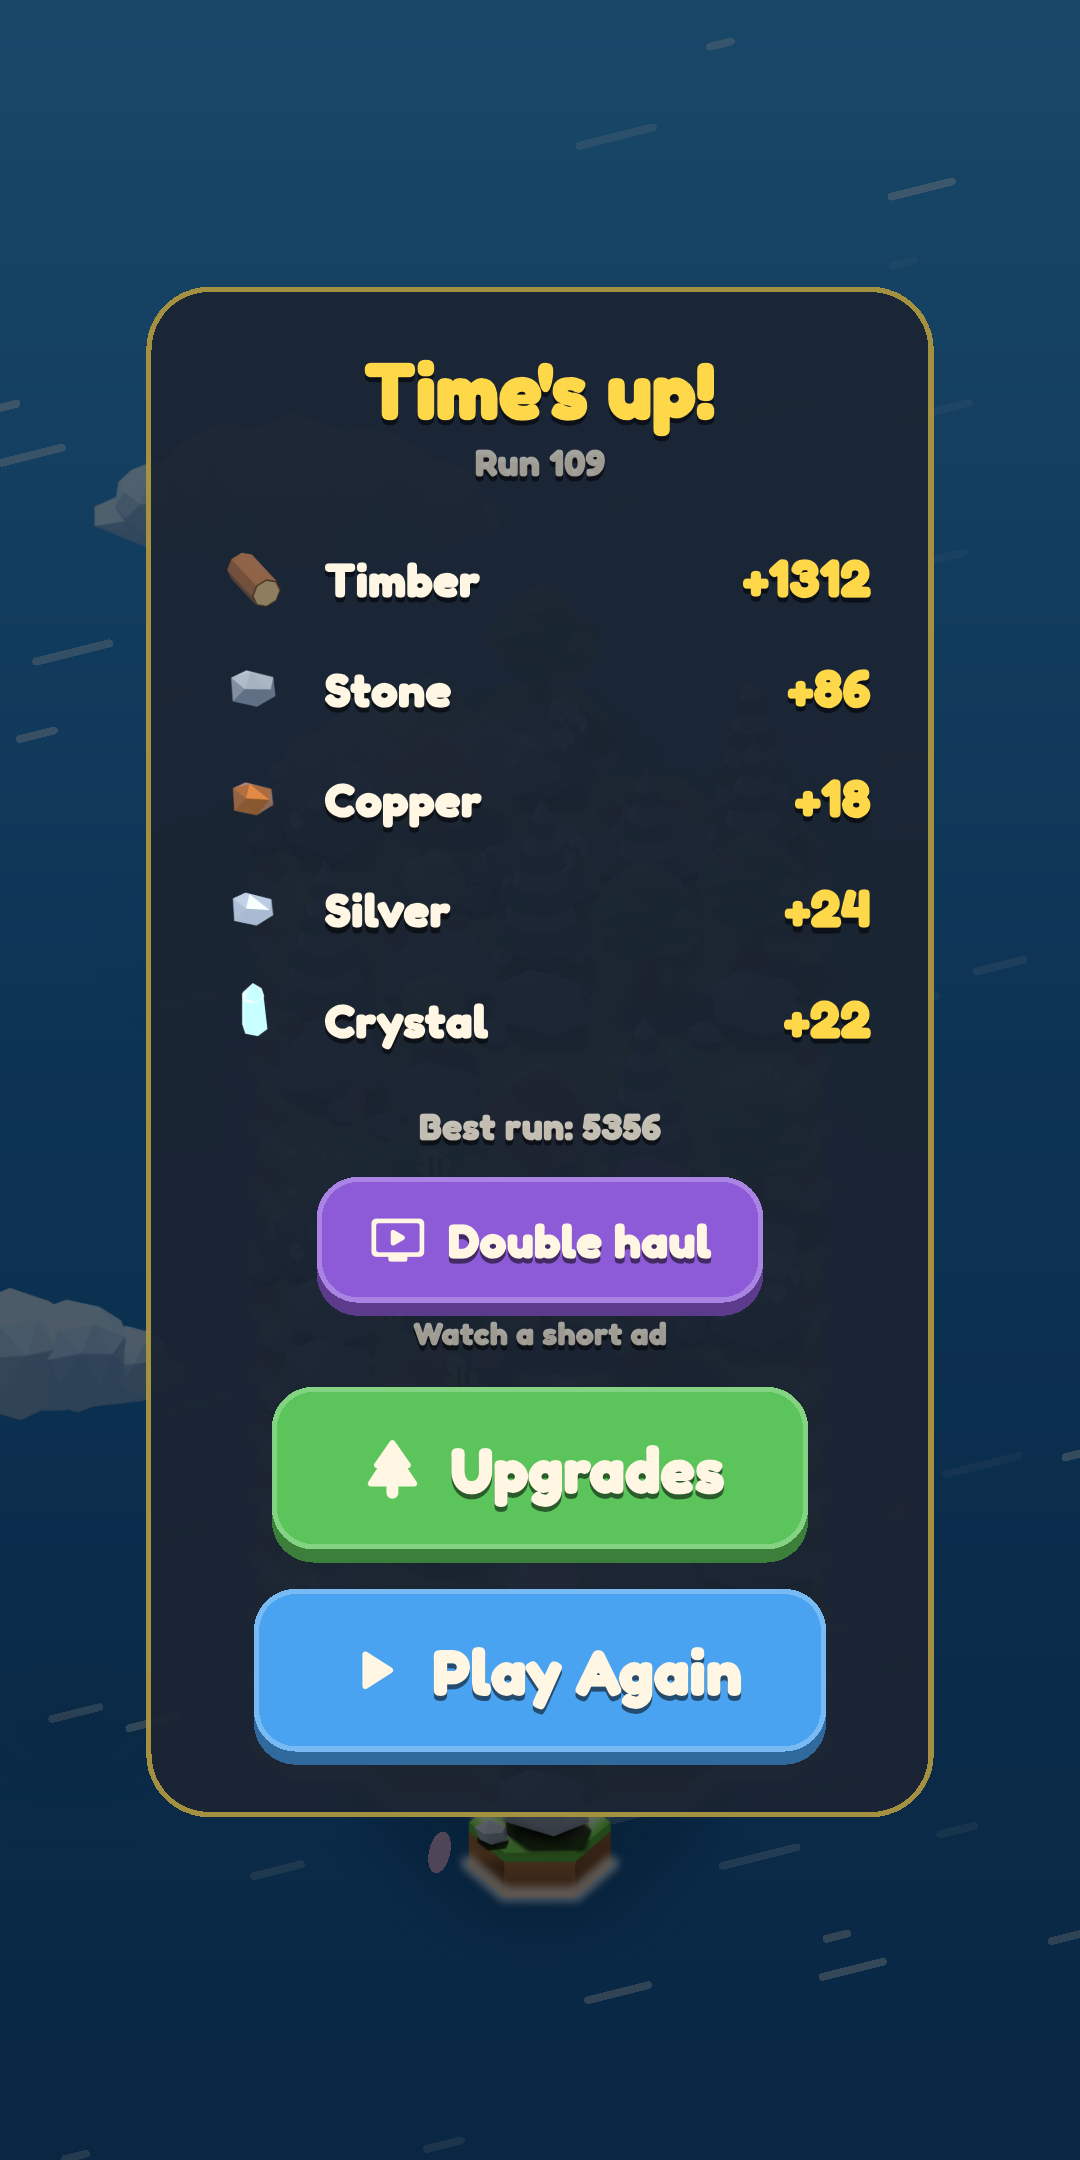 Time's up!
Run 109
Timber +1312
Stone +86
Copper +18
Silver +24
Crystal +22
Best run: 5356
Double haul
Watch a short ad
Upgrades
Play Again